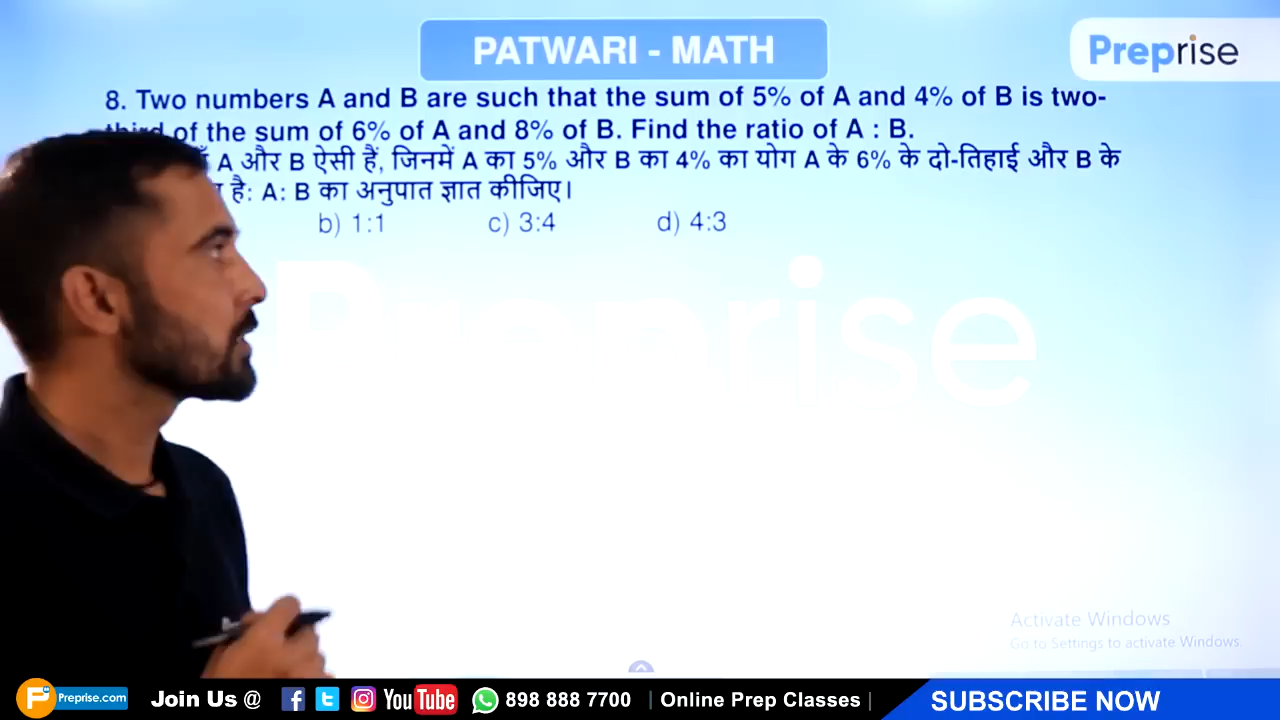 PATWARI - MATH
Preprise
8. Two numbers A and B are such that the sum of 5% of A and 4% of B is two-
third of the sum of 6% of A and 8% of B. Find the ratio of A : B.
A और B ऐसी हैं, जिनमें A का 5% और B का 4% का योग A के 6% के दो-तिहाई और B के
है: A: B का अनुपात ज्ञात कीजिए।
b) 1:1 c) 3:4 d) 4:3
Preprise
Activate Windows
Go to Settings to activate Windows.
P Preprise.com Join Us @ f YouTube 898 888 7700 | Online Prep Classes | SUBSCRIBE NOW